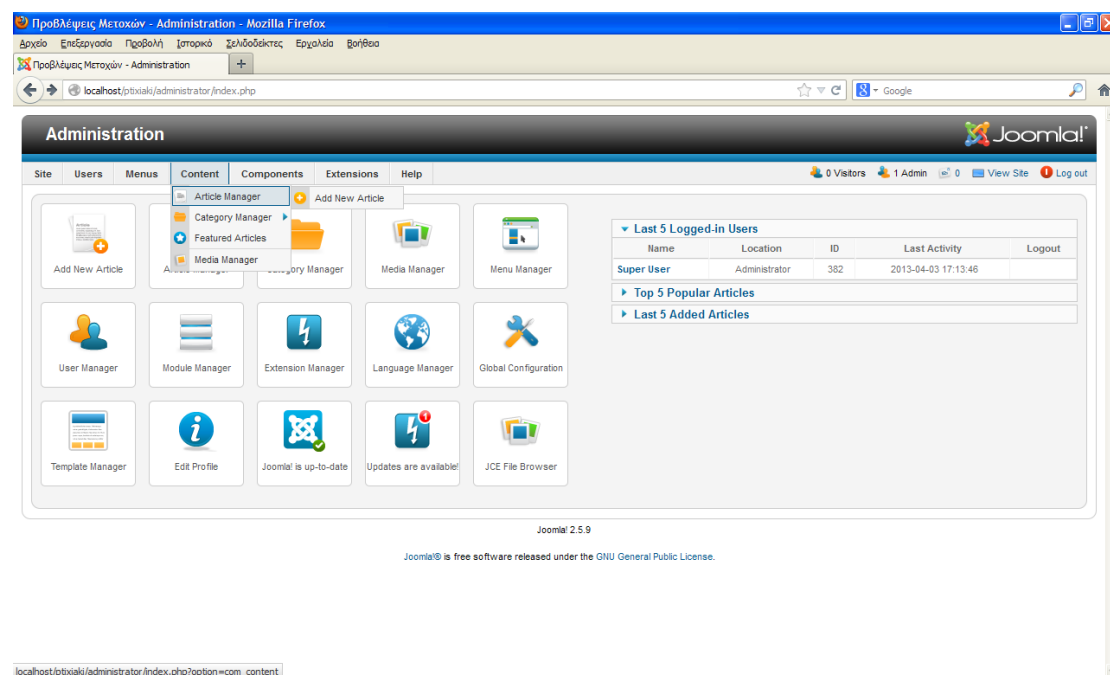 Προβλέψεις Μετοχών - Administration - Mozilla Firefox
Αρχείο Επεξεργασία Προβολή Ιστορικό Σελιδοδείκτες Εργαλεία Βοήθεια
Προβλέψεις Μετοχών - Administration +
localhost/ptixiaki/administrator/index.php
Google
Administration
Joomla!
Site Users Menus Content Components Extensions Help
0 Visitors 1 Admin 0 View Site Log out
Article Manager
Add New Article
Category Manager
Featured Articles
Media Manager
Add New Article
Category Manager
Media Manager
Menu Manager
User Manager
Module Manager
Extension Manager
Language Manager
Global Configuration
Template Manager
Edit Profile
Joomla! is up-to-date
Updates are available!
1
JCE File Browser
Last 5 Logged-in Users
Name Location ID Last Activity Logout
Super User Administrator 382 2013-04-03 17:13:46
Top 5 Popular Articles
Last 5 Added Articles
Joomla! 2.5.9
Joomla!® is free software released under the GNU General Public License.
localhost/ptixiaki/administrator/index.php?option=com_content